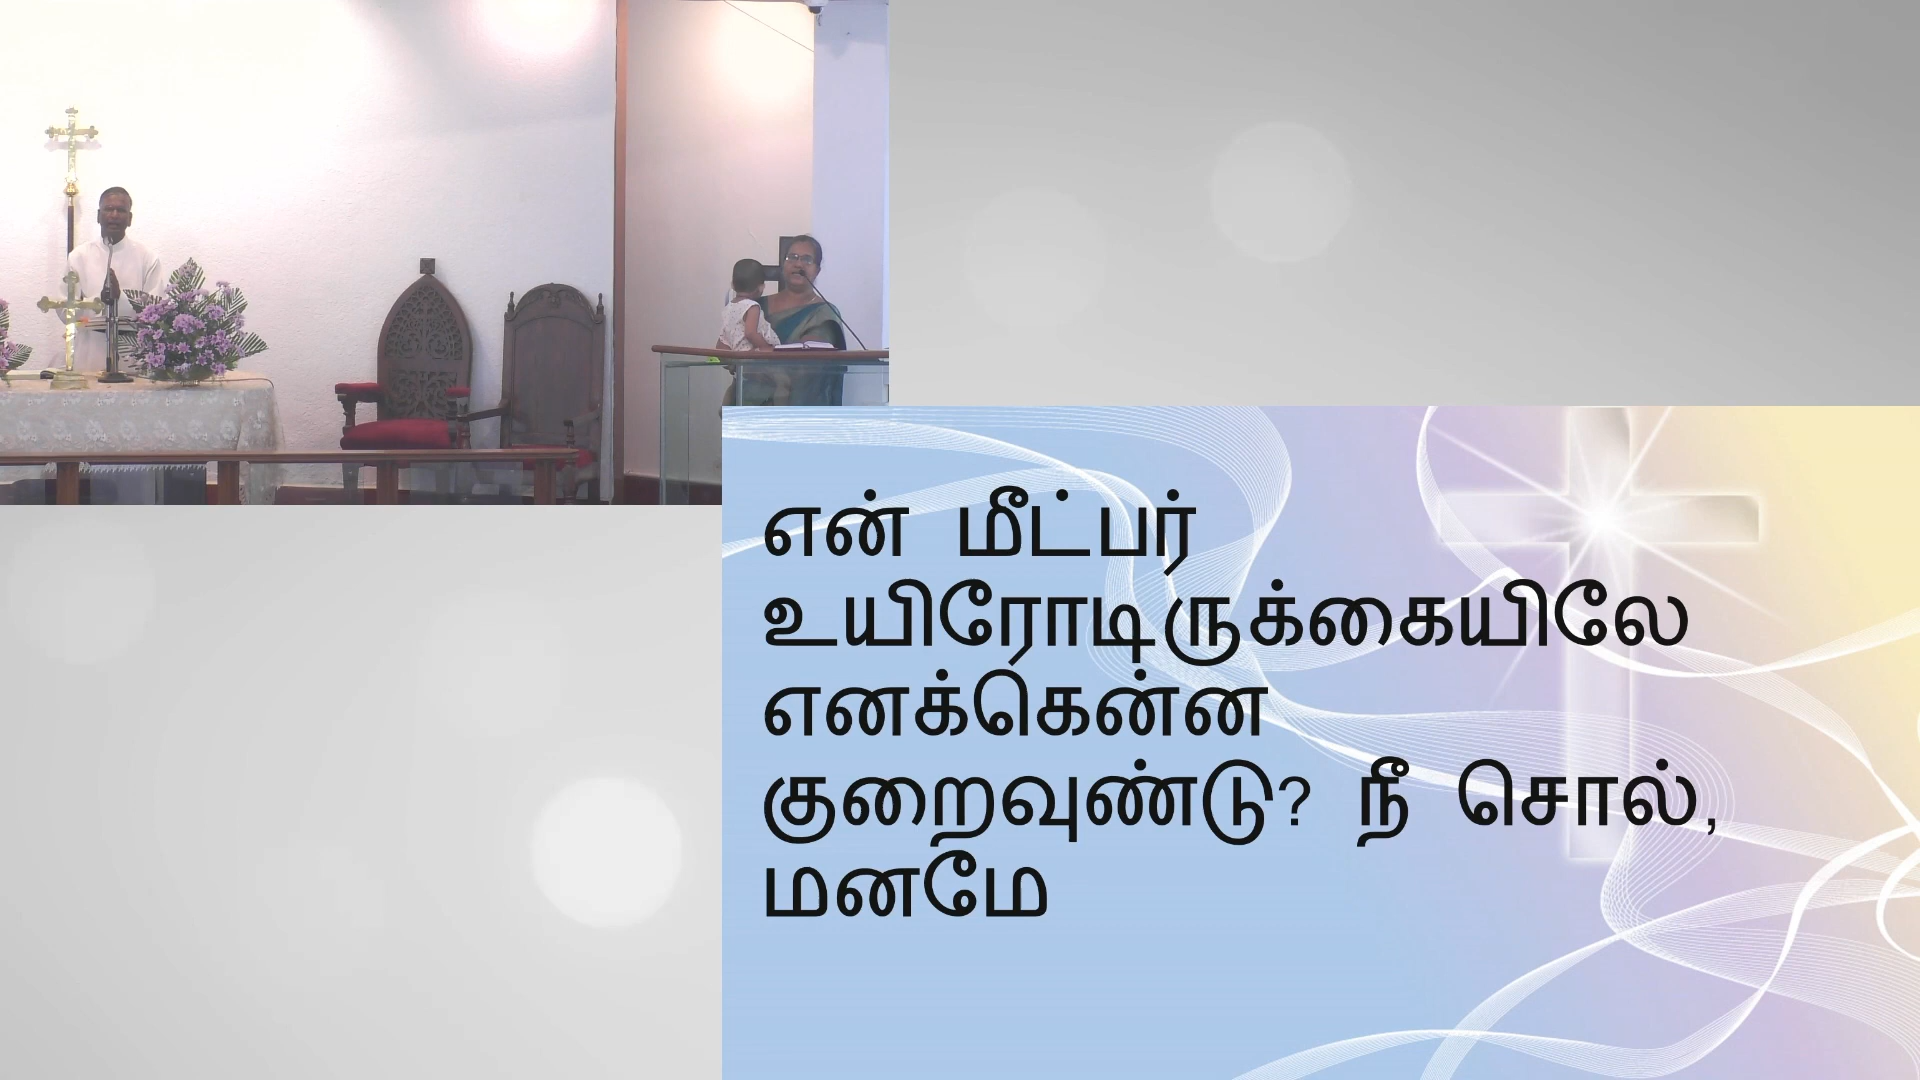 என் மீட்பர்
உயிரோடிருக்கையிலே
எனக்கென்ன
குறைவுண்டு? நீ சொல்,
மனமே